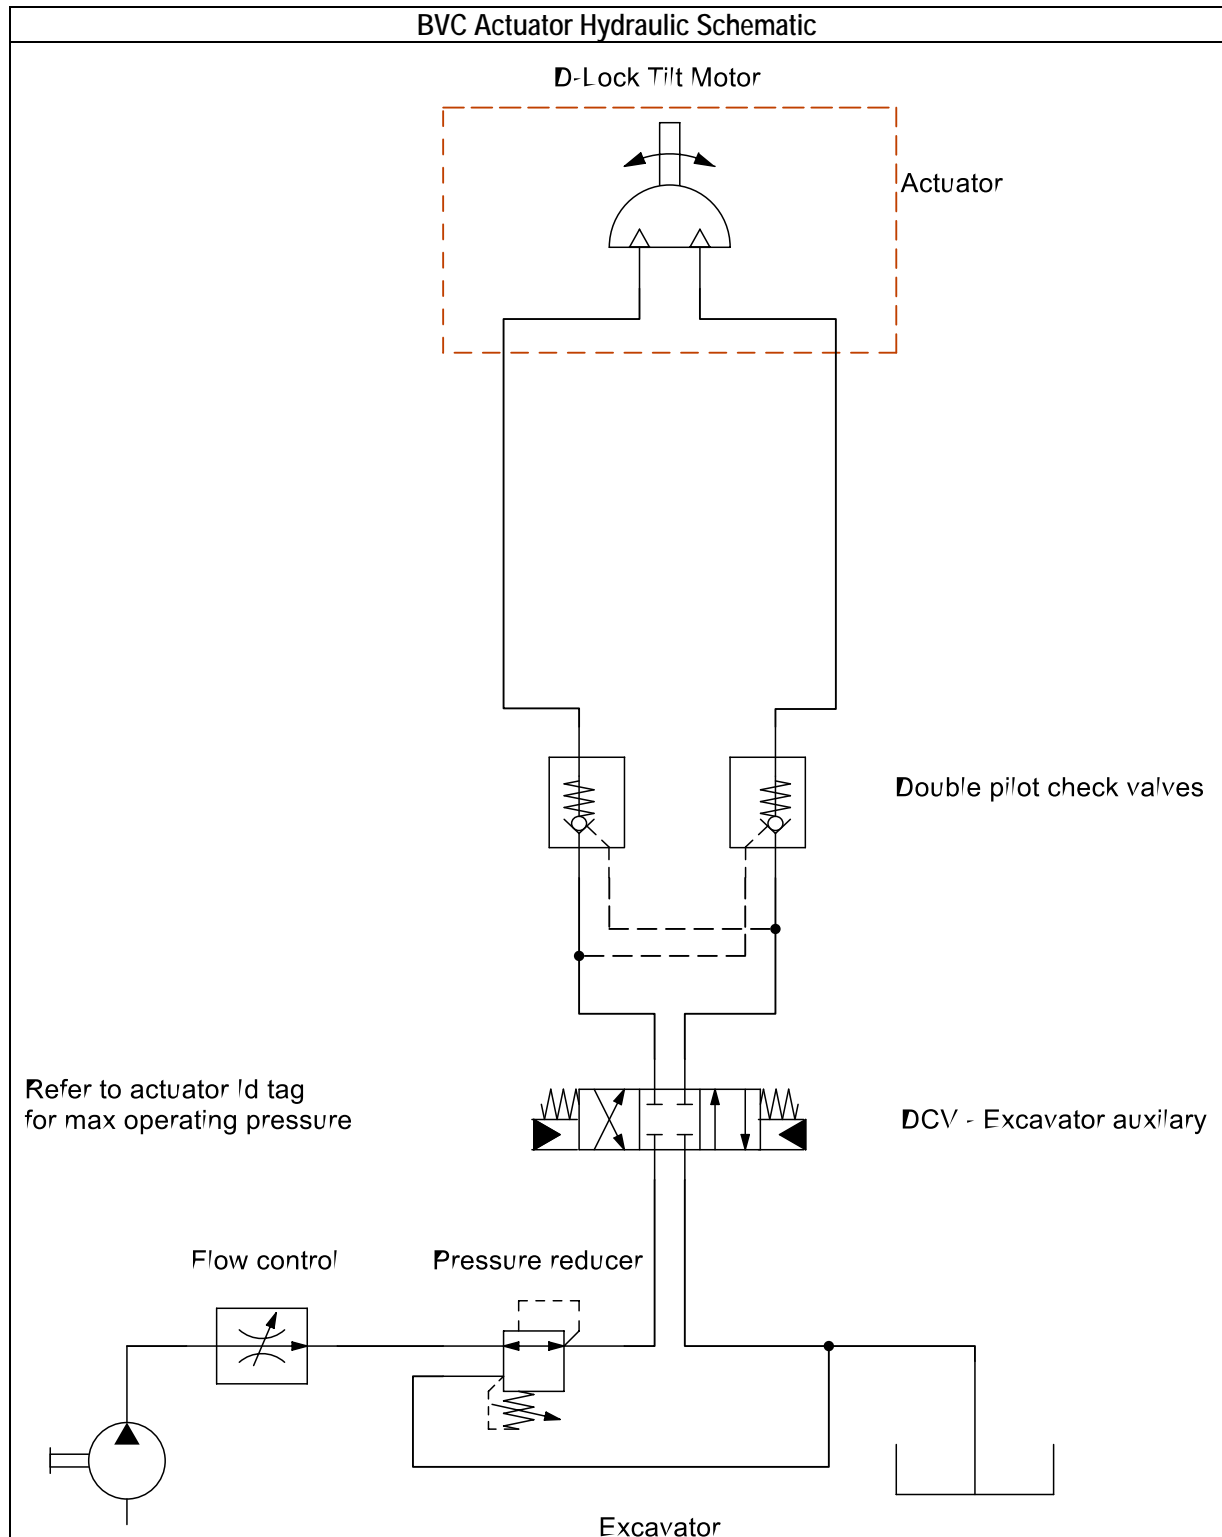 BVC Actuator Hydraulic Schematic
D-Lock Tilt Motor
Actuator
Double pilot check valves
Refer to actuator Id tag
for max operating pressure
DCV - Excavator auxilary
Flow control
Pressure reducer
Excavator